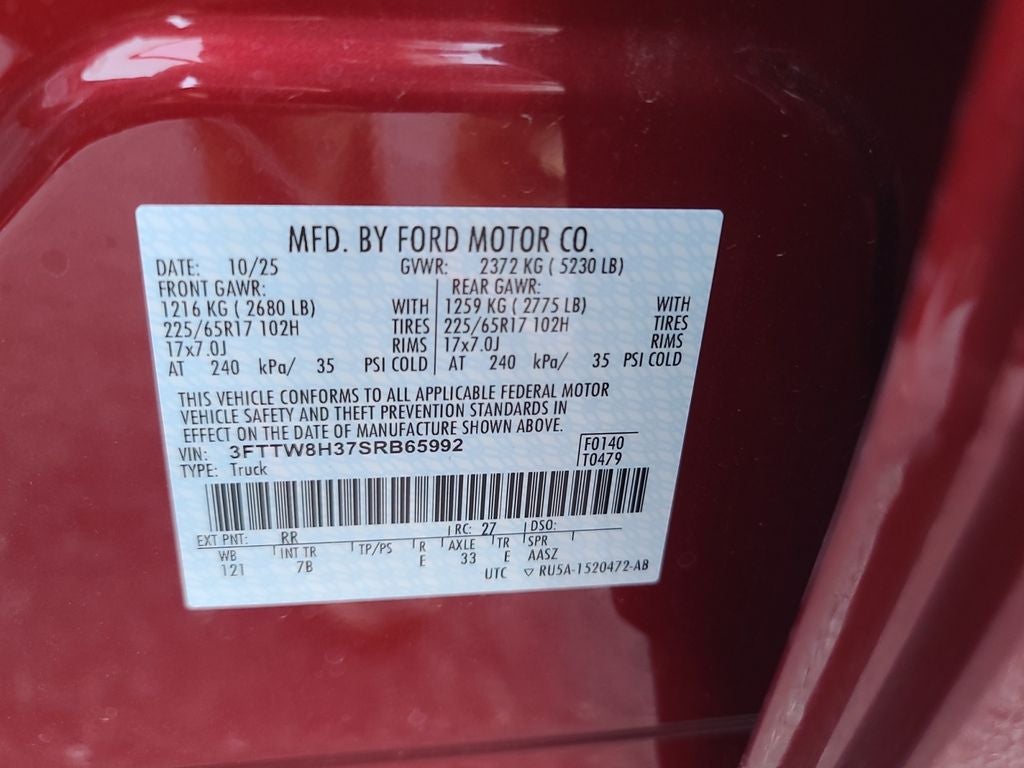 MFD. BY FORD MOTOR CO.
DATE: 10/25 GVWR: 2372 KG ( 5230 LB)
FRONT GAWR: REAR GAWR:
1216 KG ( 2680 LB) WITH 1259 KG ( 2775 LB) WITH
225/65R17 102H TIRES 225/65R17 102H TIRES
17x7.0J RIMS 17x7.0J RIMS
AT 240 kPa/ 35 PSI COLD AT 240 kPa/ 35 PSI COLD
THIS VEHICLE CONFORMS TO ALL APPLICABLE FEDERAL MOTOR
VEHICLE SAFETY AND THEFT PREVENTION STANDARDS IN
EFFECT ON THE DATE OF MANUFACTURE SHOWN ABOVE.
VIN: 3FTTW8H37SRB65992 F0140
TYPE: Truck T0479
EXT PNT: RR RC: 27 DSO:
WB INT TR TP/PS R AXLE TR SPR
121 7B E 33 E AASZ
UTC ▽ RU5A-1520472-AB